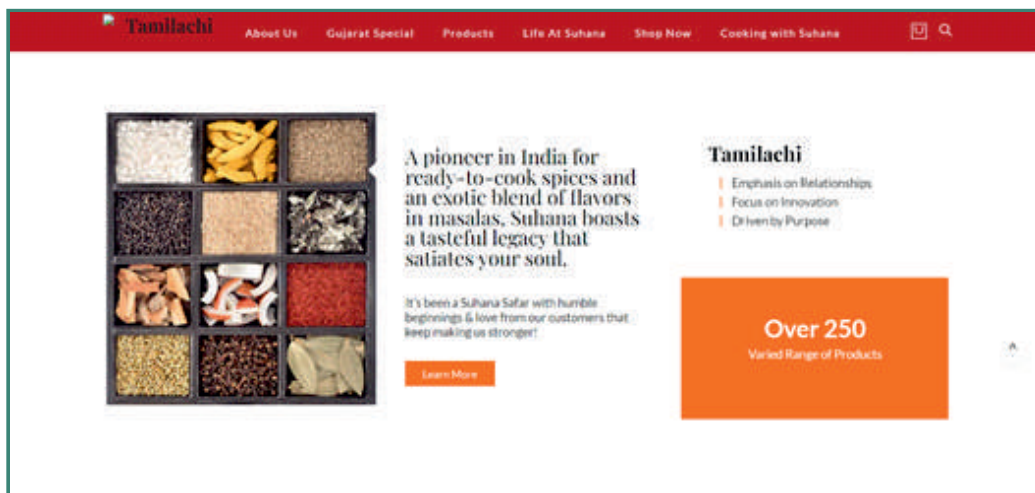 Tamilachi
About Us Gujarat Special Products Life At Suhana Shop Now Cooking with Suhana
A pioneer in India for
ready-to-cook spices and
an exotic blend of flavors
in masalas, Suhana boasts
a tasteful legacy that
satiates your soul.
It's been a Suhana Safar with humble
beginnings & love from our customers that
keep making us stronger!
Learn More
Tamilachi
Emphasis on Relationships
Focus on Innovation
Driven by Purpose
Over 250
Varied Range of Products